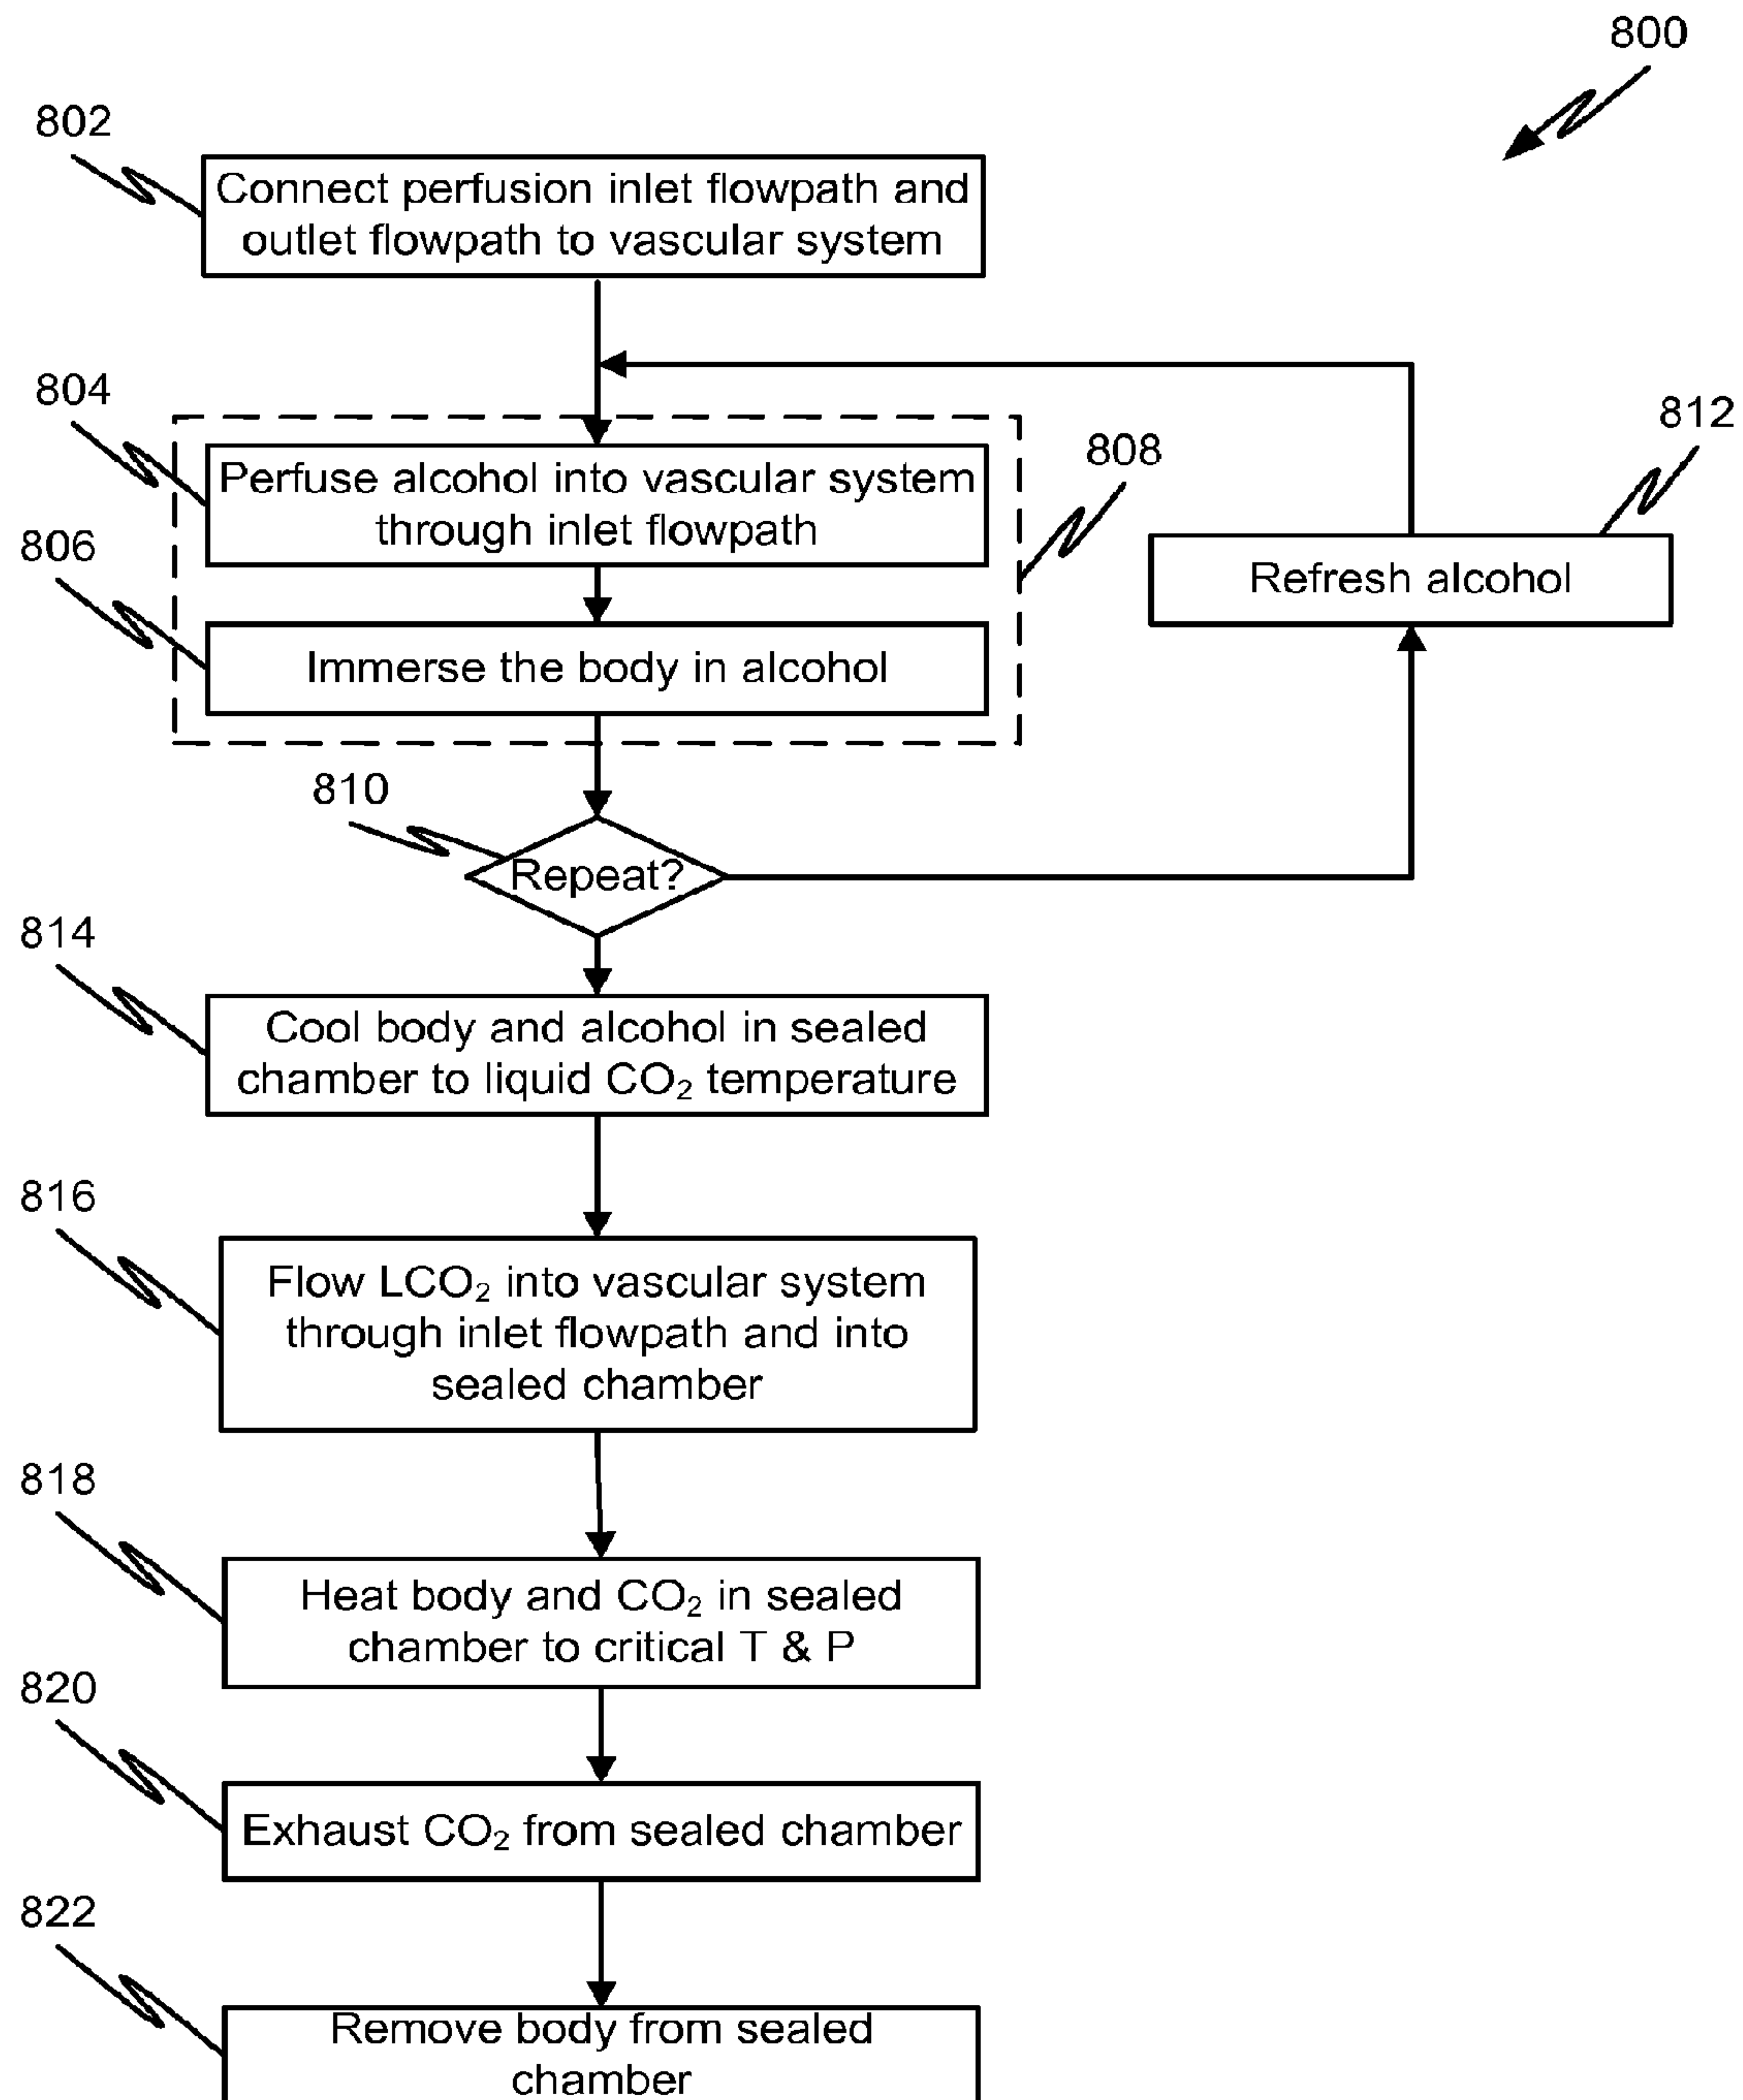 800
802
Connect perfusion inlet flowpath and
outlet flowpath to vascular system
804
Perfuse alcohol into vascular system
through inlet flowpath
808
812
806
Immerse the body in alcohol
Refresh alcohol
810
Repeat?
814
Cool body and alcohol in sealed
chamber to liquid CO₂ temperature
816
Flow LCO₂ into vascular system
through inlet flowpath and into
sealed chamber
818
Heat body and CO₂ in sealed
chamber to critical T & P
820
Exhaust CO₂ from sealed chamber
822
Remove body from sealed
chamber